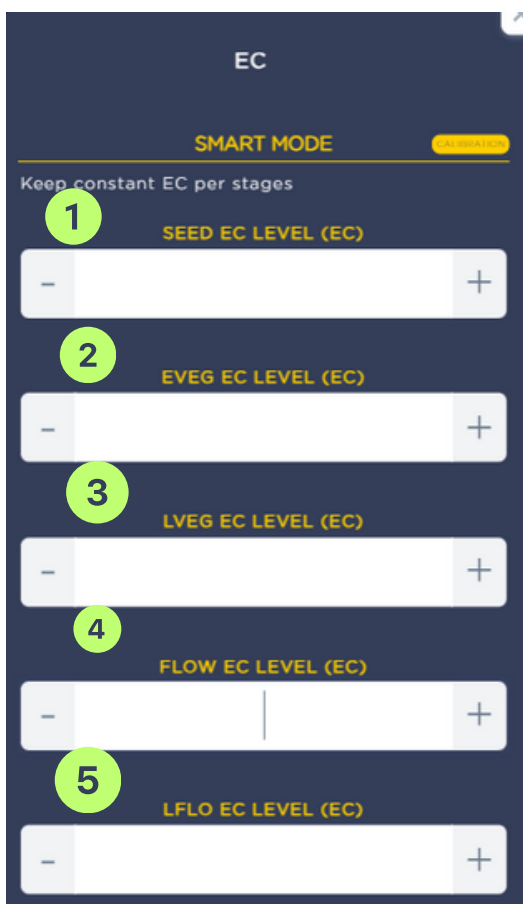 EC
SMART MODE
CALIBRATION
Keep constant EC per stages
1
SEED EC LEVEL (EC)
- +
2
EVEG EC LEVEL (EC)
- +
3
LVEG EC LEVEL (EC)
- +
4
FLOW EC LEVEL (EC)
- +
5
LFLO EC LEVEL (EC)
- +